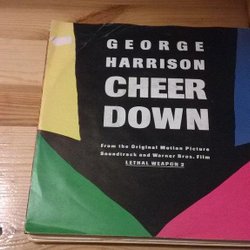 GEORGE
HARRISON
CHEER
DOWN
From the Original Motion Picture
Soundtrack and Warner Bros. Film
LETHAL WEAPON 2